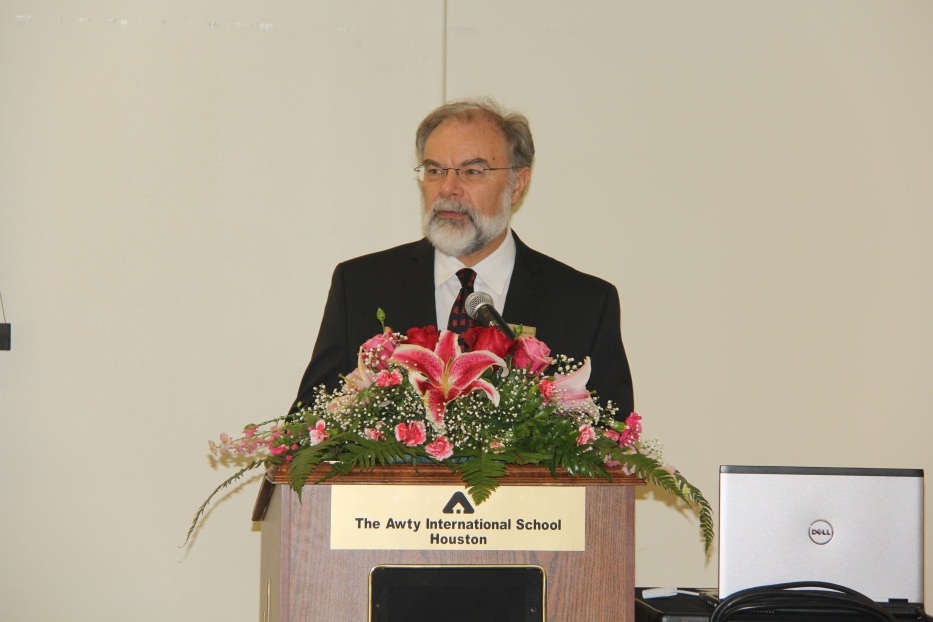 The Awty International School
Houston
DELL